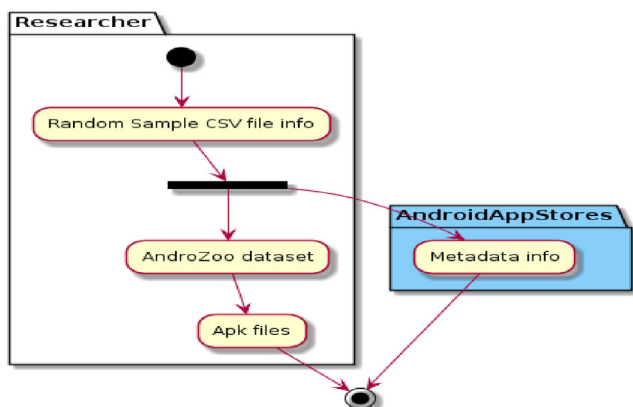 Researcher
Random Sample CSV file info
AndroidAppStores
AndroZoo dataset
Metadata info
Apk files